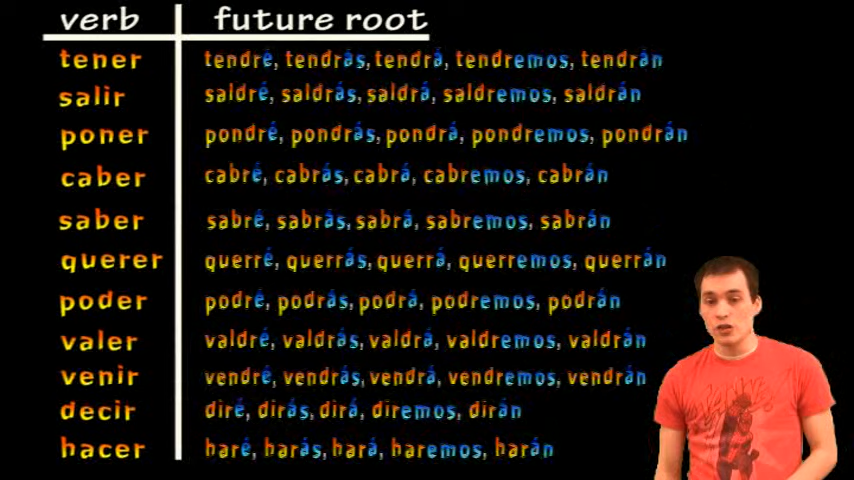 verb future root
tener tendré, tendrás, tendrá, tendremos, tendrán
salir saldré, saldrás, saldrá, saldremos, saldrán
poner pondré, pondrás, pondrá, pondremos, pondrán
caber cabré, cabrás, cabrá, cabremos, cabrán
saber sabré, sabrás, sabrá, sabremos, sabrán
querer querré, querrás, querrá, querremos, querrán
poder podré, podrás, podrá, podremos, podrán
valer valdré, valdrás, valdrá, valdremos, valdrán
venir vendré, vendrás, vendrá, vendremos, vendrán
decir diré, dirás, dirá, diremos, dirán
hacer haré, harás, hará, haremos, harán